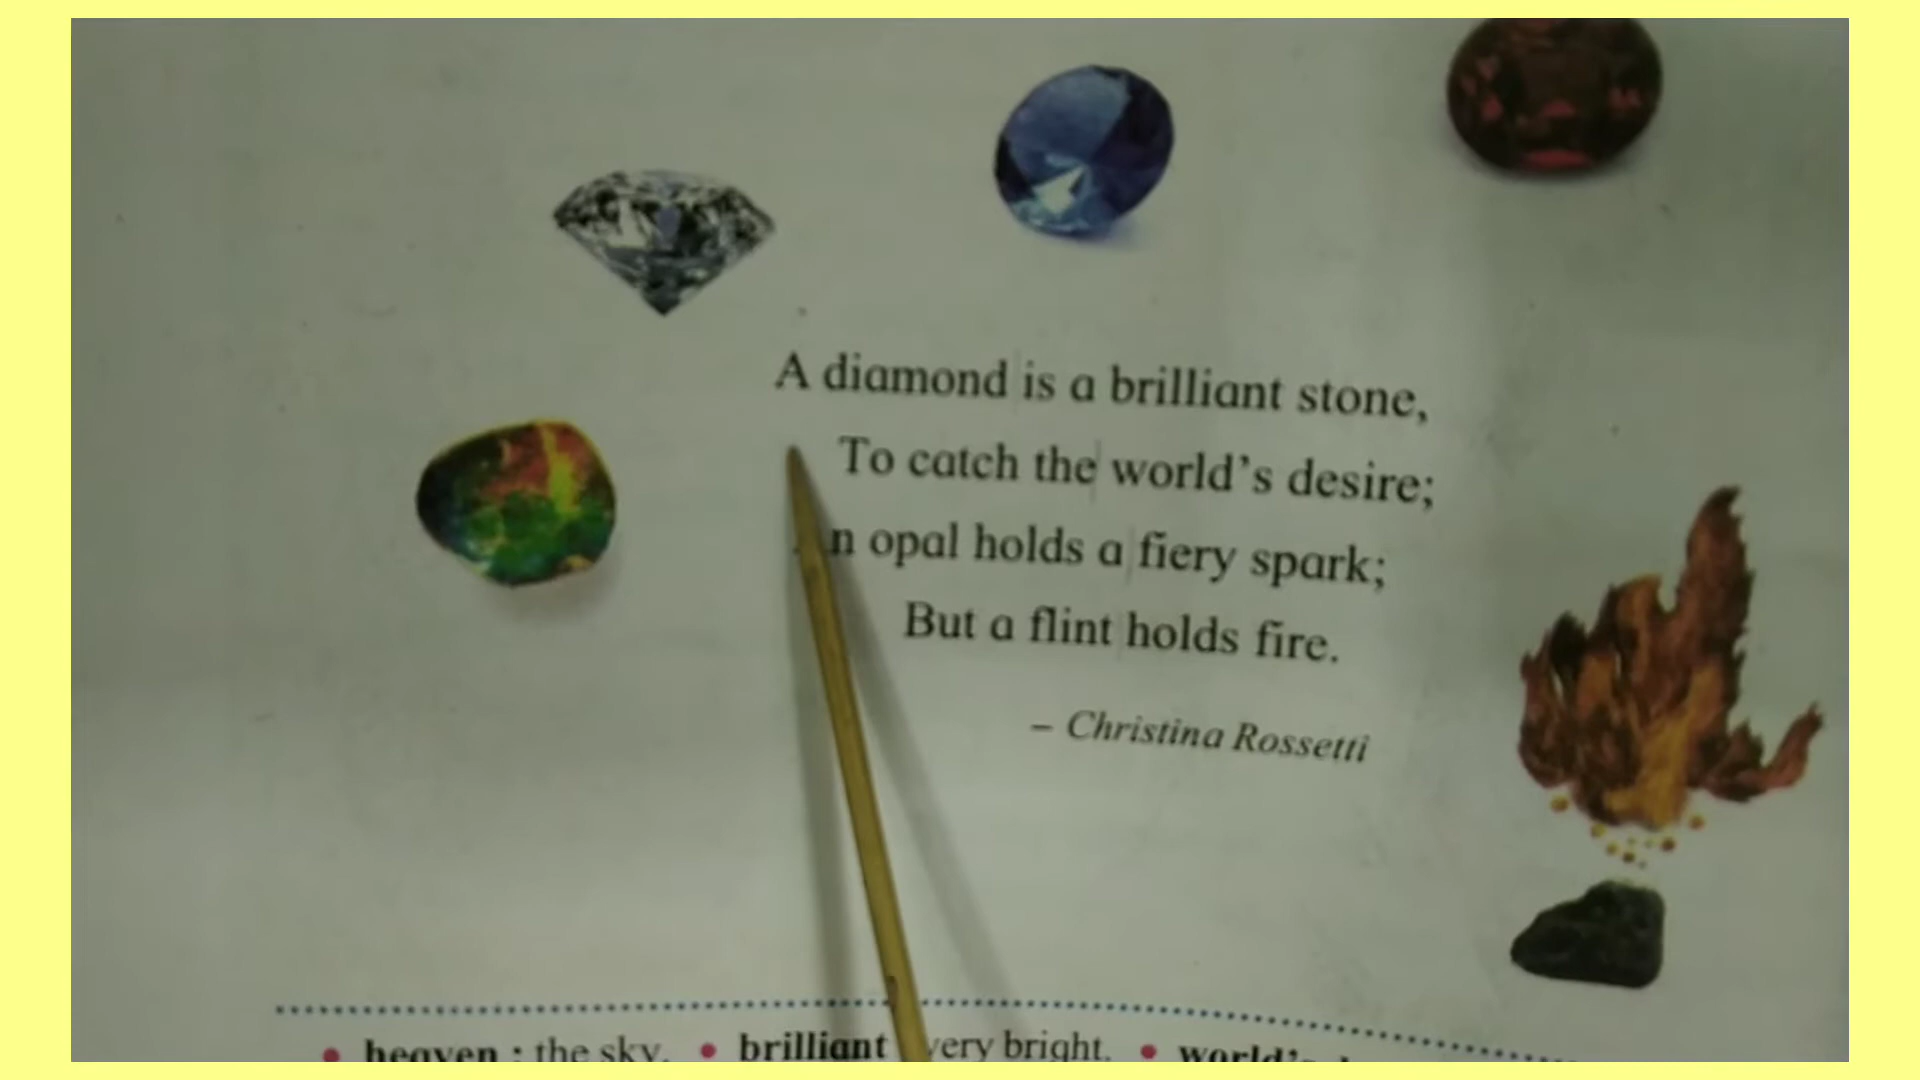 A diamond is a brilliant stone,
To catch the world's desire;
n opal holds a fiery spark;
But a flint holds fire.
– Christina Rossetti
• heaven : the sky. • brilliant very bright. • world's